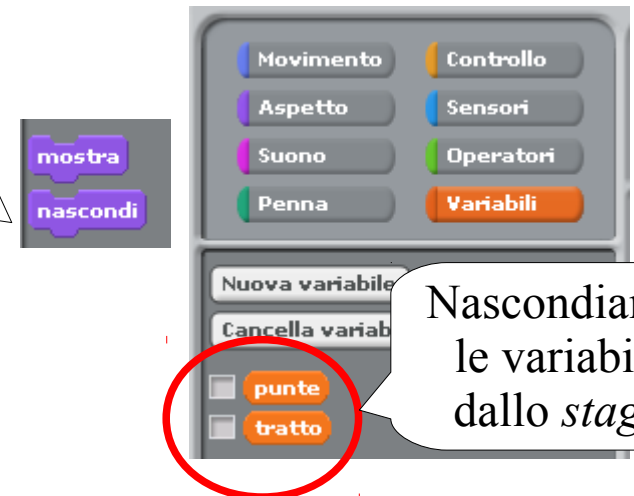 mostra
nascondi
Movimento
Controllo
Aspetto
Sensori
Suono
Operatori
Penna
Variabili
Nuova variabile
Cancella variab
punte
tratto
Nascondiar
le variabi
dallo stag